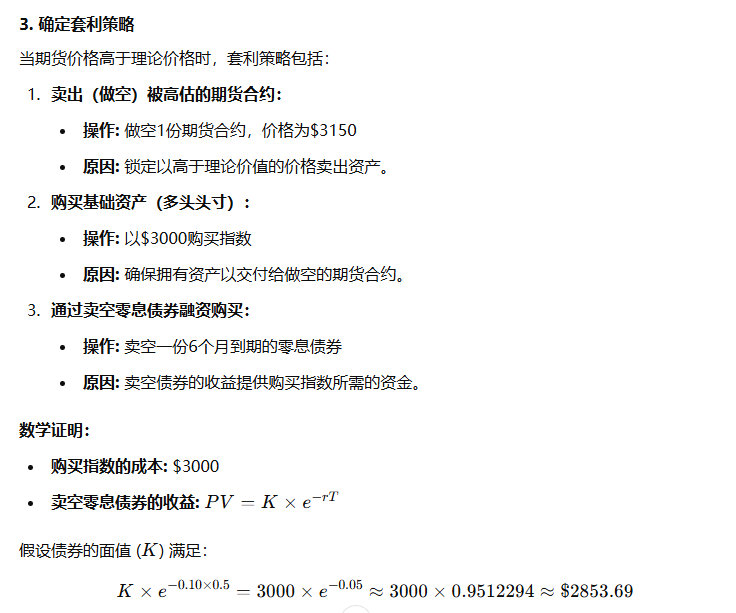 3. 确定套利策略
当期货价格高于理论价格时，套利策略包括：
1. 卖出（做空）被高估的期货合约：
• 操作: 做空1份期货合约，价格为$3150
• 原因: 锁定以高于理论价值的价格卖出资产。
2. 购买基础资产（多头头寸）：
• 操作: 以$3000购买指数
• 原因: 确保拥有资产以交付给做空的期货合约。
3. 通过卖空零息债券融资购买：
• 操作: 卖空一份6个月到期的零息债券
• 原因: 卖空债券的收益提供购买指数所需的资金。
数学证明：
• 购买指数的成本: $3000
• 卖空零息债券的收益: $PV = K \times e^{-rT}$
假设债券的面值 ($K$) 满足：
$K \times e^{-0.10 \times 0.5} = 3000 \times e^{-0.05} \approx 3000 \times 0.9512294 \approx \$2853.69$